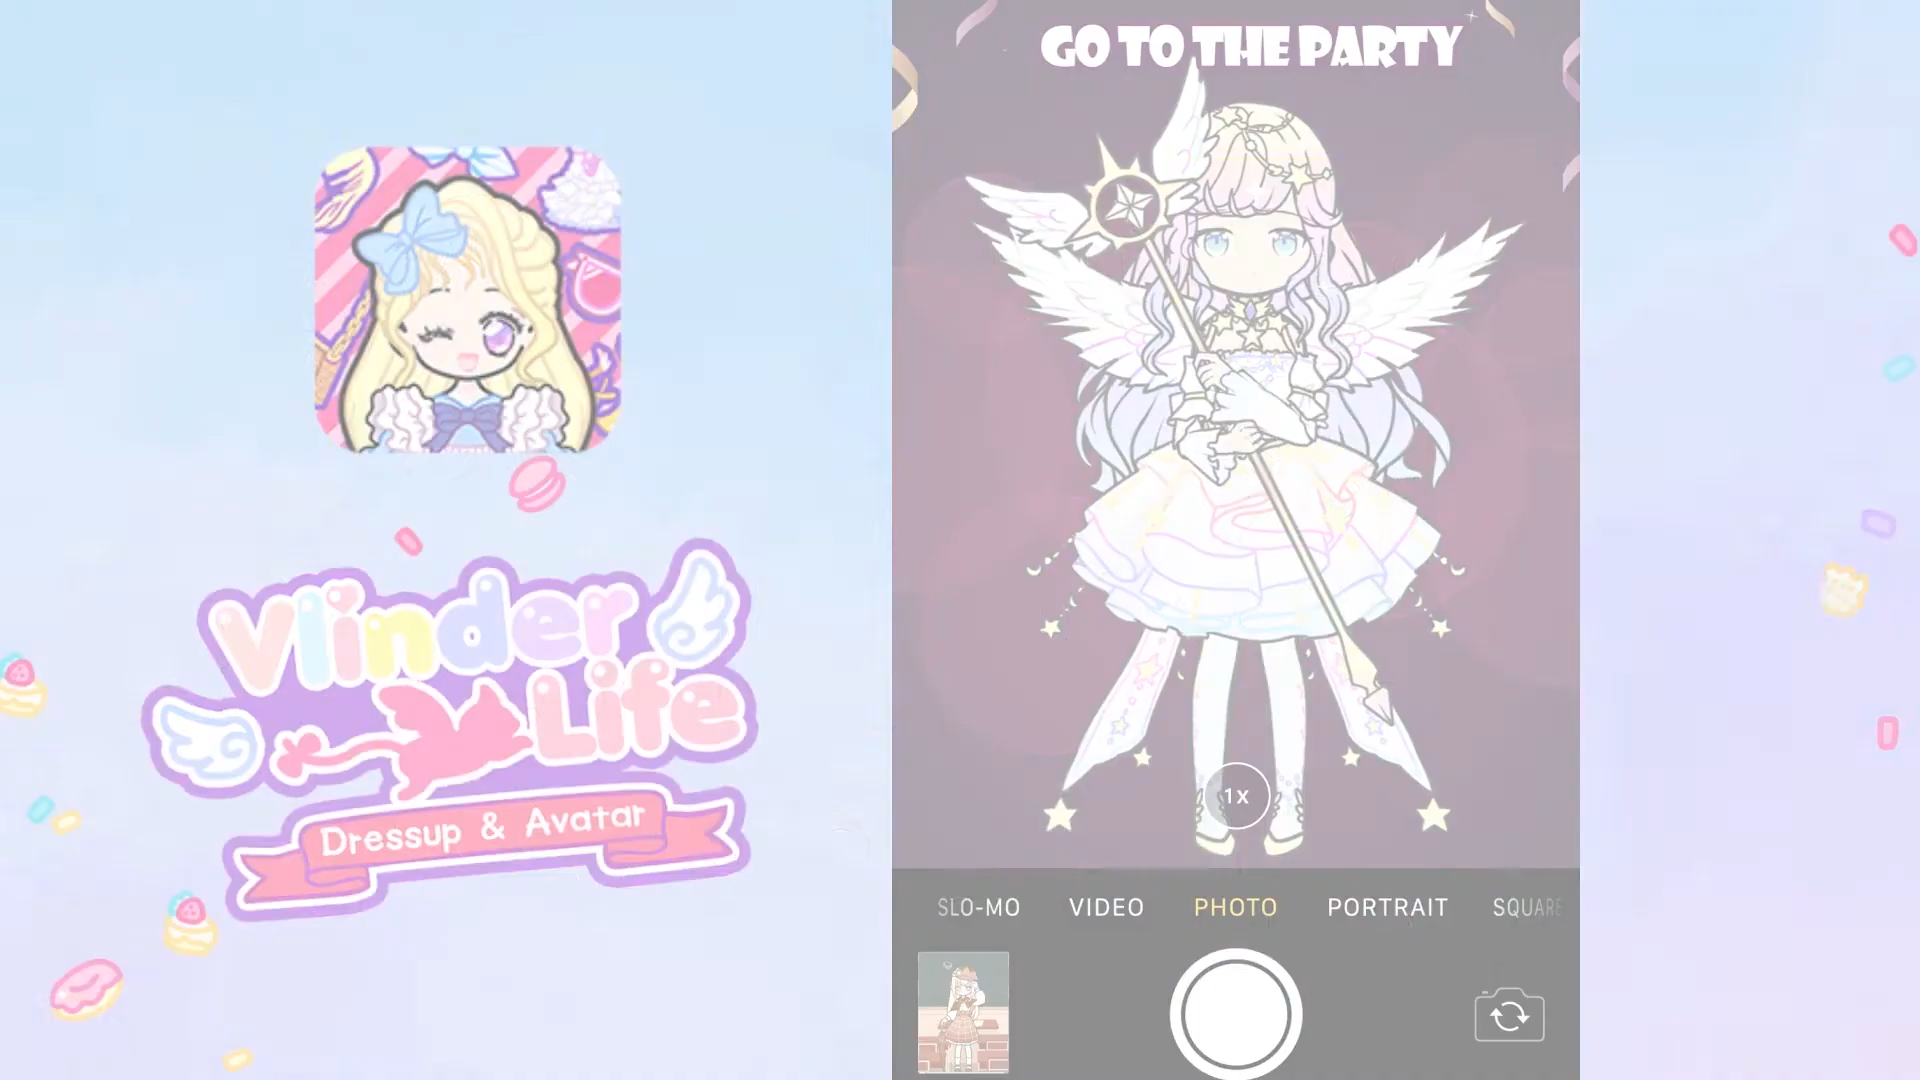 Vlinder
Life
Dressup & Avatar
GO TO THE PARTY
1x
SLO-MO VIDEO PHOTO PORTRAIT SQUARE